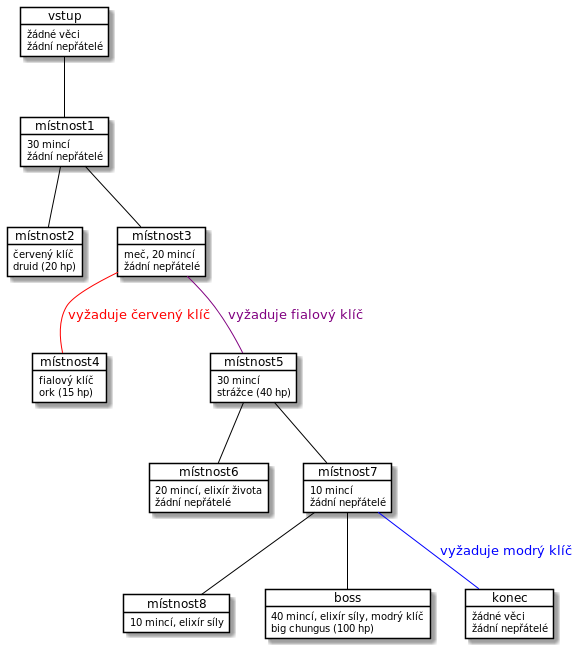 vstup
žádné věci
žádní nepřátelé
místnost1
30 mincí
žádní nepřátelé
místnost2
červený klíč
druid (20 hp)
místnost3
meč, 20 mincí
žádní nepřátelé
vyžaduje červený klíč
vyžaduje fialový klíč
místnost4
fialový klíč
ork (15 hp)
místnost5
30 mincí
strážce (40 hp)
místnost6
20 mincí, elixír života
žádní nepřátelé
místnost7
10 mincí
žádní nepřátelé
vyžaduje modrý klíč
místnost8
10 mincí, elixír síly
boss
40 mincí, elixír síly, modrý klíč
big chungus (100 hp)
konec
žádné věci
žádní nepřátelé